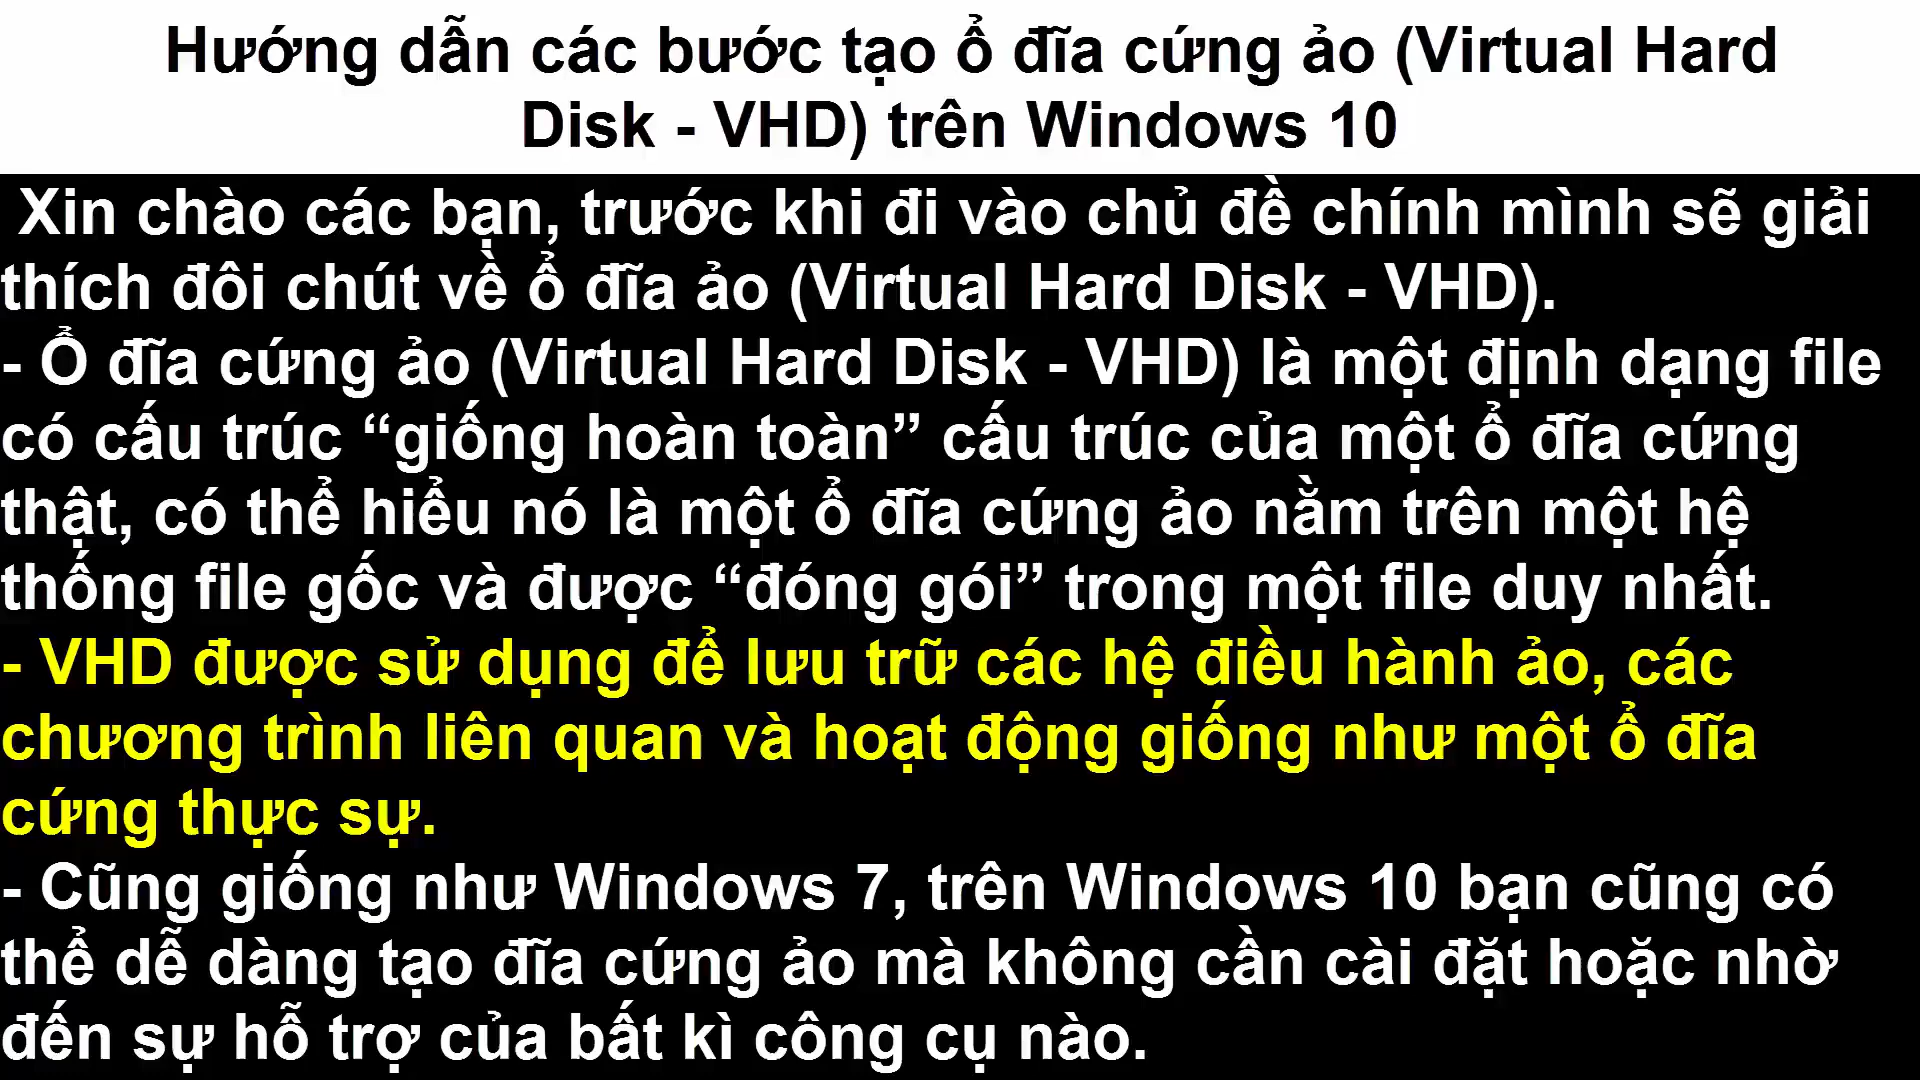 Hướng dẫn các bước tạo ổ đĩa cứng ảo (Virtual Hard
Disk - VHD) trên Windows 10
Xin chào các bạn, trước khi đi vào chủ đề chính mình sẽ giải
thích đôi chút về ổ đĩa ảo (Virtual Hard Disk - VHD).
- Ổ đĩa cứng ảo (Virtual Hard Disk - VHD) là một định dạng file
có cấu trúc “giống hoàn toàn” cấu trúc của một ổ đĩa cứng
thật, có thể hiểu nó là một ổ đĩa cứng ảo nằm trên một hệ
thống file gốc và được “đóng gói” trong một file duy nhất.
- VHD được sử dụng để lưu trữ các hệ điều hành ảo, các
chương trình liên quan và hoạt động giống như một ổ đĩa
cứng thực sự.
- Cũng giống như Windows 7, trên Windows 10 bạn cũng có
thể dễ dàng tạo đĩa cứng ảo mà không cần cài đặt hoặc nhờ
đến sự hỗ trợ của bất kì công cụ nào.